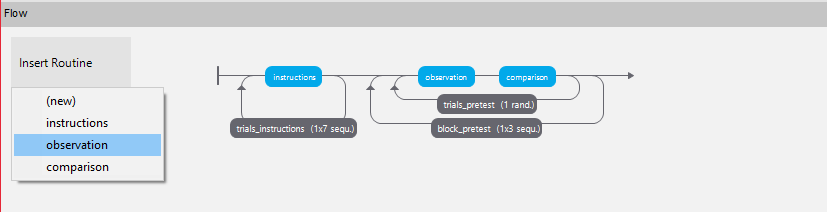 Flow
Insert Routine
(new)
instructions
observation
comparison
instructions
observation
comparison
trials_pretest (1 rand.)
trials_instructions (1x7 sequ.)
block_pretest (1x3 sequ.)